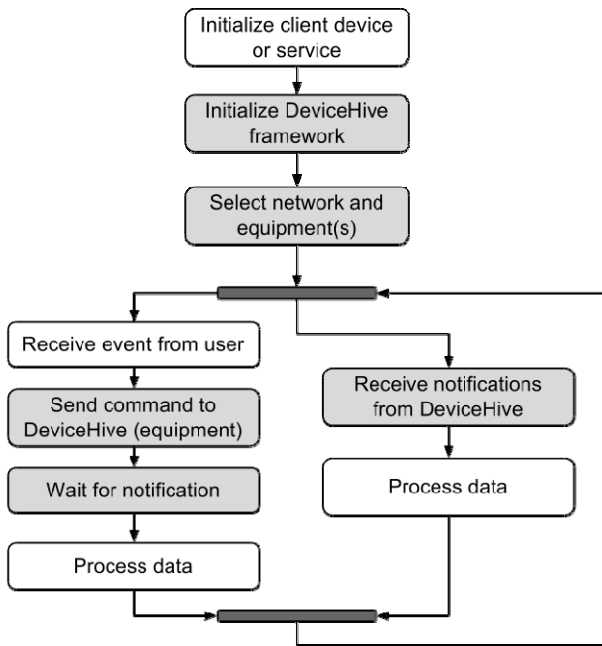 Initialize client device
or service
Initialize DeviceHive
framework
Select network and
equipment(s)
Receive event from user
Send command to
DeviceHive (equipment)
Wait for notification
Process data
Receive notifications
from DeviceHive
Process data